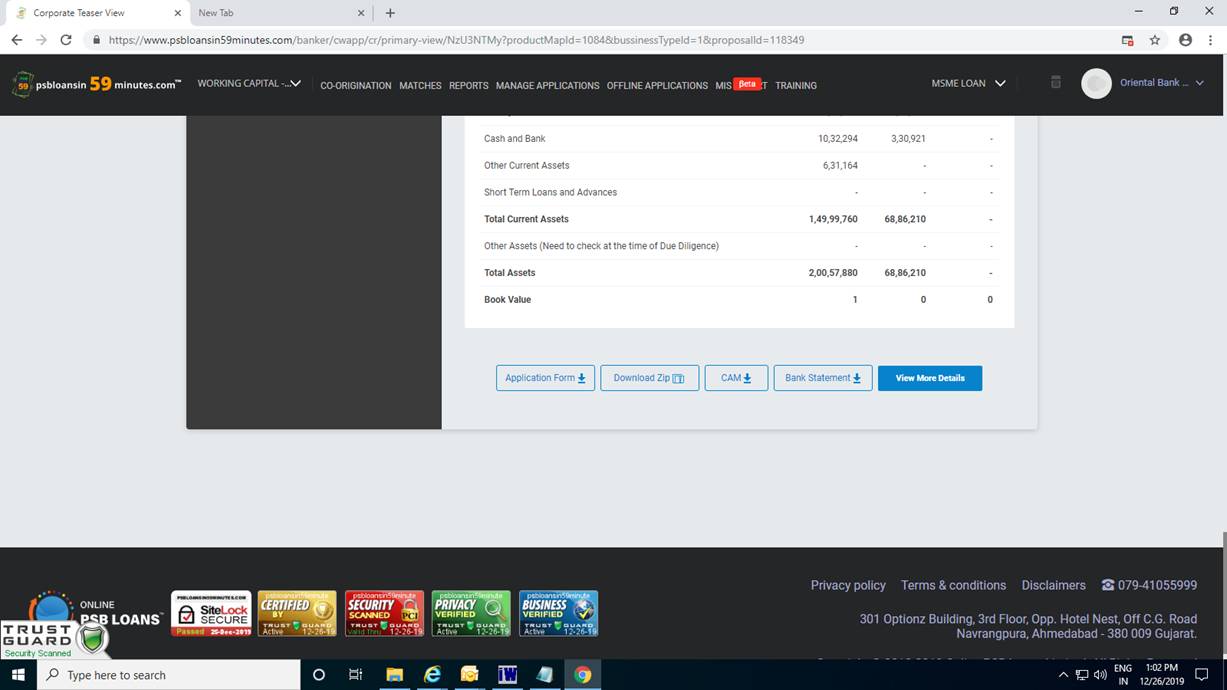 Corporate Teaser View
New Tab
https://www.psbloansin59minutes.com/banker/cwapp/cr/primary-view/NzU3NTMy?productMapId=1084&bussinessTypeId=1&proposalId=118349
59 psbloansin 59 minutes.com™
WORKING CAPITAL -... CO-ORIGINATION MATCHES REPORTS MANAGE APPLICATIONS OFFLINE APPLICATIONS MIS Beta T TRAINING MSME LOAN Oriental Bank ...
Cash and Bank 10,32,294 3,30,921 -
Other Current Assets 6,31,164 - -
Short Term Loans and Advances - - -
Total Current Assets 1,49,99,760 68,86,210 -
Other Assets (Need to check at the time of Due Diligence) - - -
Total Assets 2,00,57,880 68,86,210 -
Book Value 1 0 0
Application Form Download Zip CAM Bank Statement View More Details
ONLINE
PSB LOANS™
PSBLOANSIN59MINUTES.COM
SiteLock
SECURE
Passed 25-Dec-2019
psbloansin59minutes
CERTIFIED
BY
TRUST GUARD
Active 12-26-19
psbloansin59minutes
SECURITY
SCANNED PCI
TRUST GUARD
Valid Thru 12-26-19
psbloansin59minutes
PRIVACY
VERIFIED
TRUST GUARD
Active 12-26-19
psbloansin59minutes
BUSINESS
VERIFIED
TRUST GUARD
Active 12-26-19
Privacy policy Terms & conditions Disclaimers 079-41055999
301 Optionz Building, 3rd Floor, Opp. Hotel Nest, Off C.G. Road
Navrangpura, Ahmedabad - 380 009 Gujarat.
TRUST
GUARD
Security Scanned
Type here to search
ENG
IN
1:02 PM
12/26/2019